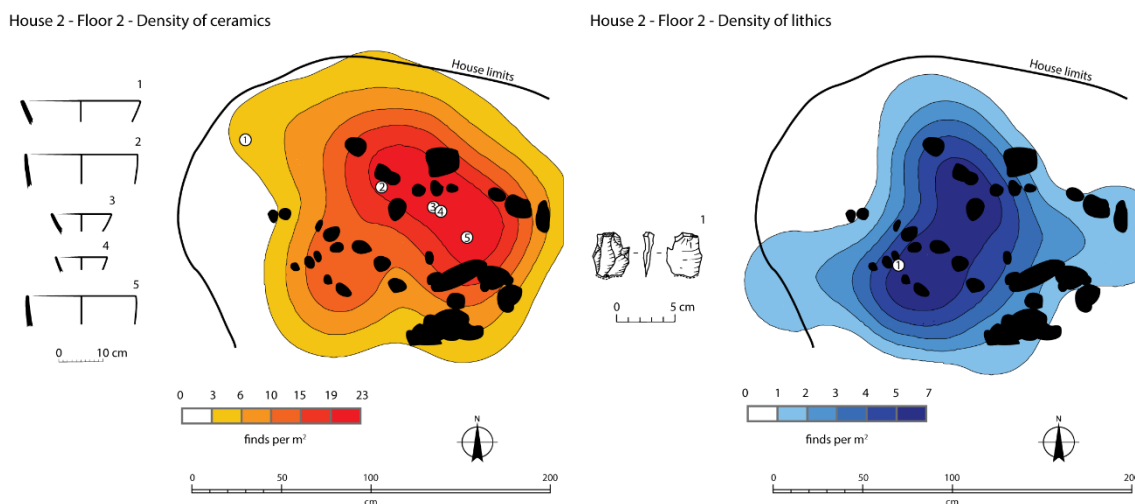 House 2 - Floor 2 - Density of ceramics
House limits
1
2
3
4
5
0 10 cm
1
2
3
4
5
0 3 6 10 15 19 23
finds per m²
N
0 50 100 200
cm
House 2 - Floor 2 - Density of lithics
House limits
1
0 5 cm
1
0 1 2 3 4 5 7
finds per m²
N
0 50 100 200
cm